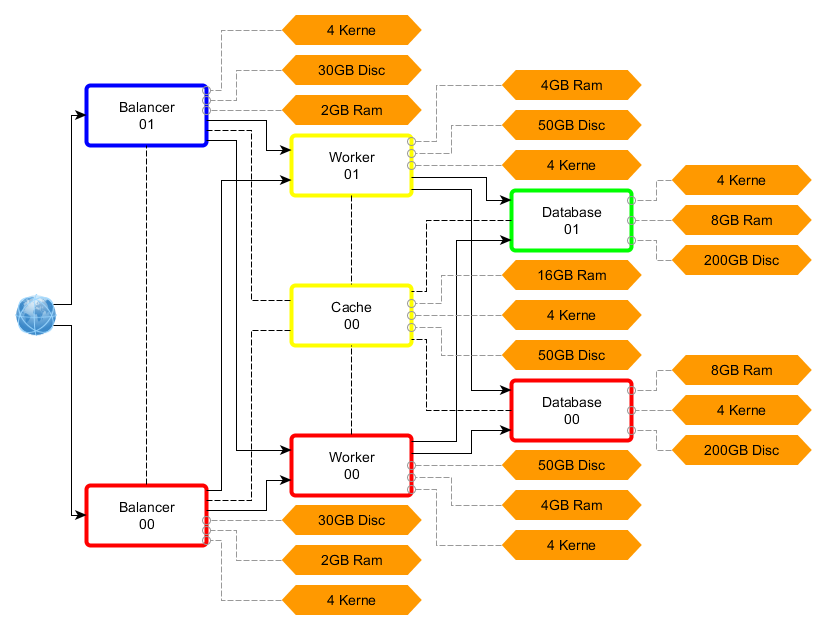 4 Kerne
30GB Disc
2GB Ram
Balancer
01
4GB Ram
50GB Disc
4 Kerne
Worker
01
4 Kerne
8GB Ram
200GB Disc
Database
01
16GB Ram
4 Kerne
50GB Disc
Cache
00
8GB Ram
4 Kerne
200GB Disc
Database
00
Worker
00
50GB Disc
4GB Ram
4 Kerne
Balancer
00
30GB Disc
2GB Ram
4 Kerne